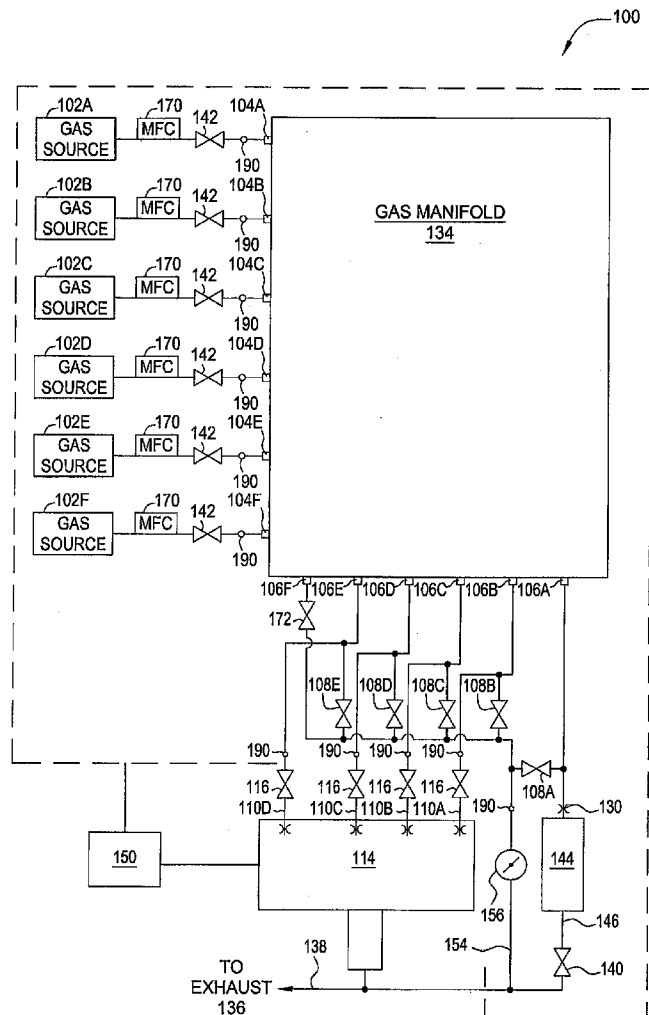 100
102A 170 142 104A
GAS SOURCE MFC
190
102B 170 142 104B
GAS SOURCE MFC
190
102C 170 142 104C
GAS SOURCE MFC
190
102D 170 142 104D
GAS SOURCE MFC
190
102E 170 142 104E
GAS SOURCE MFC
190
102F 170 142 104F
GAS SOURCE MFC
190
GAS MANIFOLD
134
106F 106E 106D 106C 106B 106A
172
108E 108D 108C 108B
190 190 190 190
108A
116 116 116 116
190 130
110D 110C 110B 110A
150
114
144
156
146
154
140
138
TO
EXHAUST
136